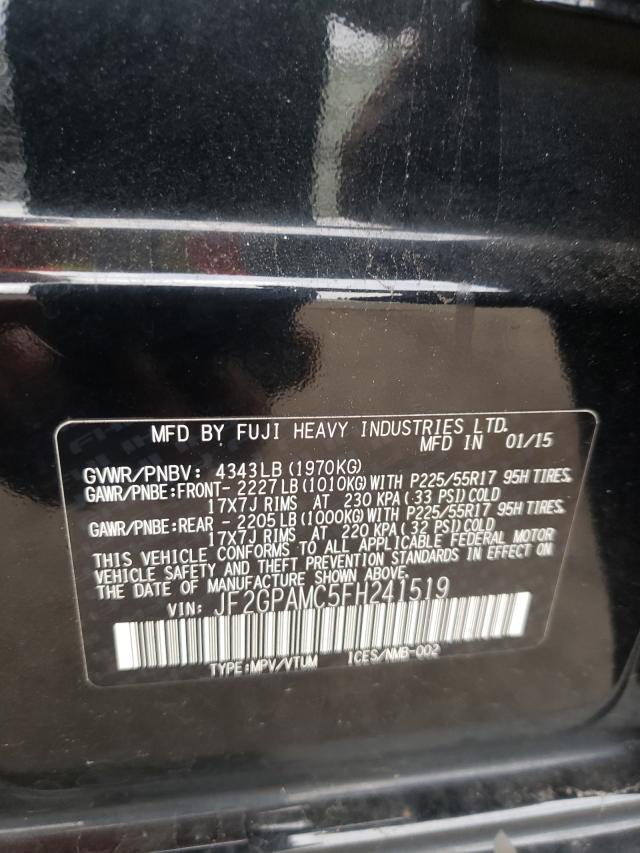 MFD BY FUJI HEAVY INDUSTRIES LTD.
MFD IN 01/15
GVWR/PNBV: 4343LB(1970KG)
GAWR/PNBE:FRONT- 2227LB(1010KG)WITH P225/55R17 95H TIRES,
17X7J RIMS AT 230 KPA(33 PSI)COLD
GAWR/PNBE:REAR - 2205LB(1000KG)WITH P225/55R17 95H TIRES,
17X7J RIMS AT 220 KPA(32 PSI)COLD
THIS VEHICLE CONFORMS TO ALL APPLICABLE FEDERAL MOTOR
VEHICLE SAFETY AND THEFT PREVENTION STANDARDS IN EFFECT ON
THE DATE OF MANUFACTURE SHOWN ABOVE.
VIN: JF2GPAMC5FH241519
TYPE:MPV/VTUM ICES/NMB-002